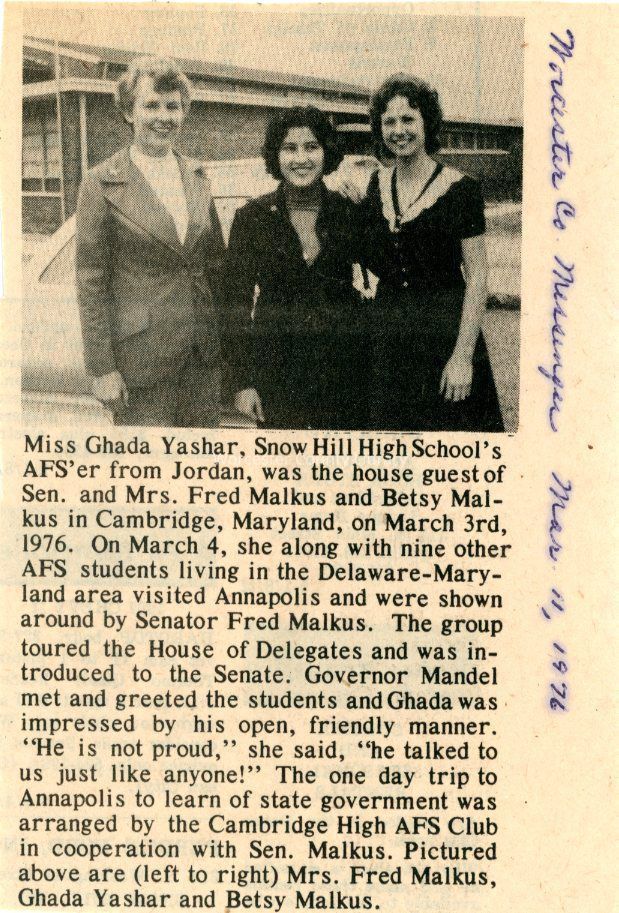 Miss Ghada Yashar, Snow Hill High School's
AFS'er from Jordan, was the house guest of
Sen. and Mrs. Fred Malkus and Betsy Mal-
kus in Cambridge, Maryland, on March 3rd,
1976. On March 4, she along with nine other
AFS students living in the Delaware-Mary-
land area visited Annapolis and were shown
around by Senator Fred Malkus. The group
toured the House of Delegates and was in-
troduced to the Senate. Governor Mandel
met and greeted the students and Ghada was
impressed by his open, friendly manner.
"He is not proud," she said, "he talked to
us just like anyone!" The one day trip to
Annapolis to learn of state government was
arranged by the Cambridge High AFS Club
in cooperation with Sen. Malkus. Pictured
above are (left to right) Mrs. Fred Malkus,
Ghada Yashar and Betsy Malkus.
Worcester Co. Messenger Mar. 11, 1976